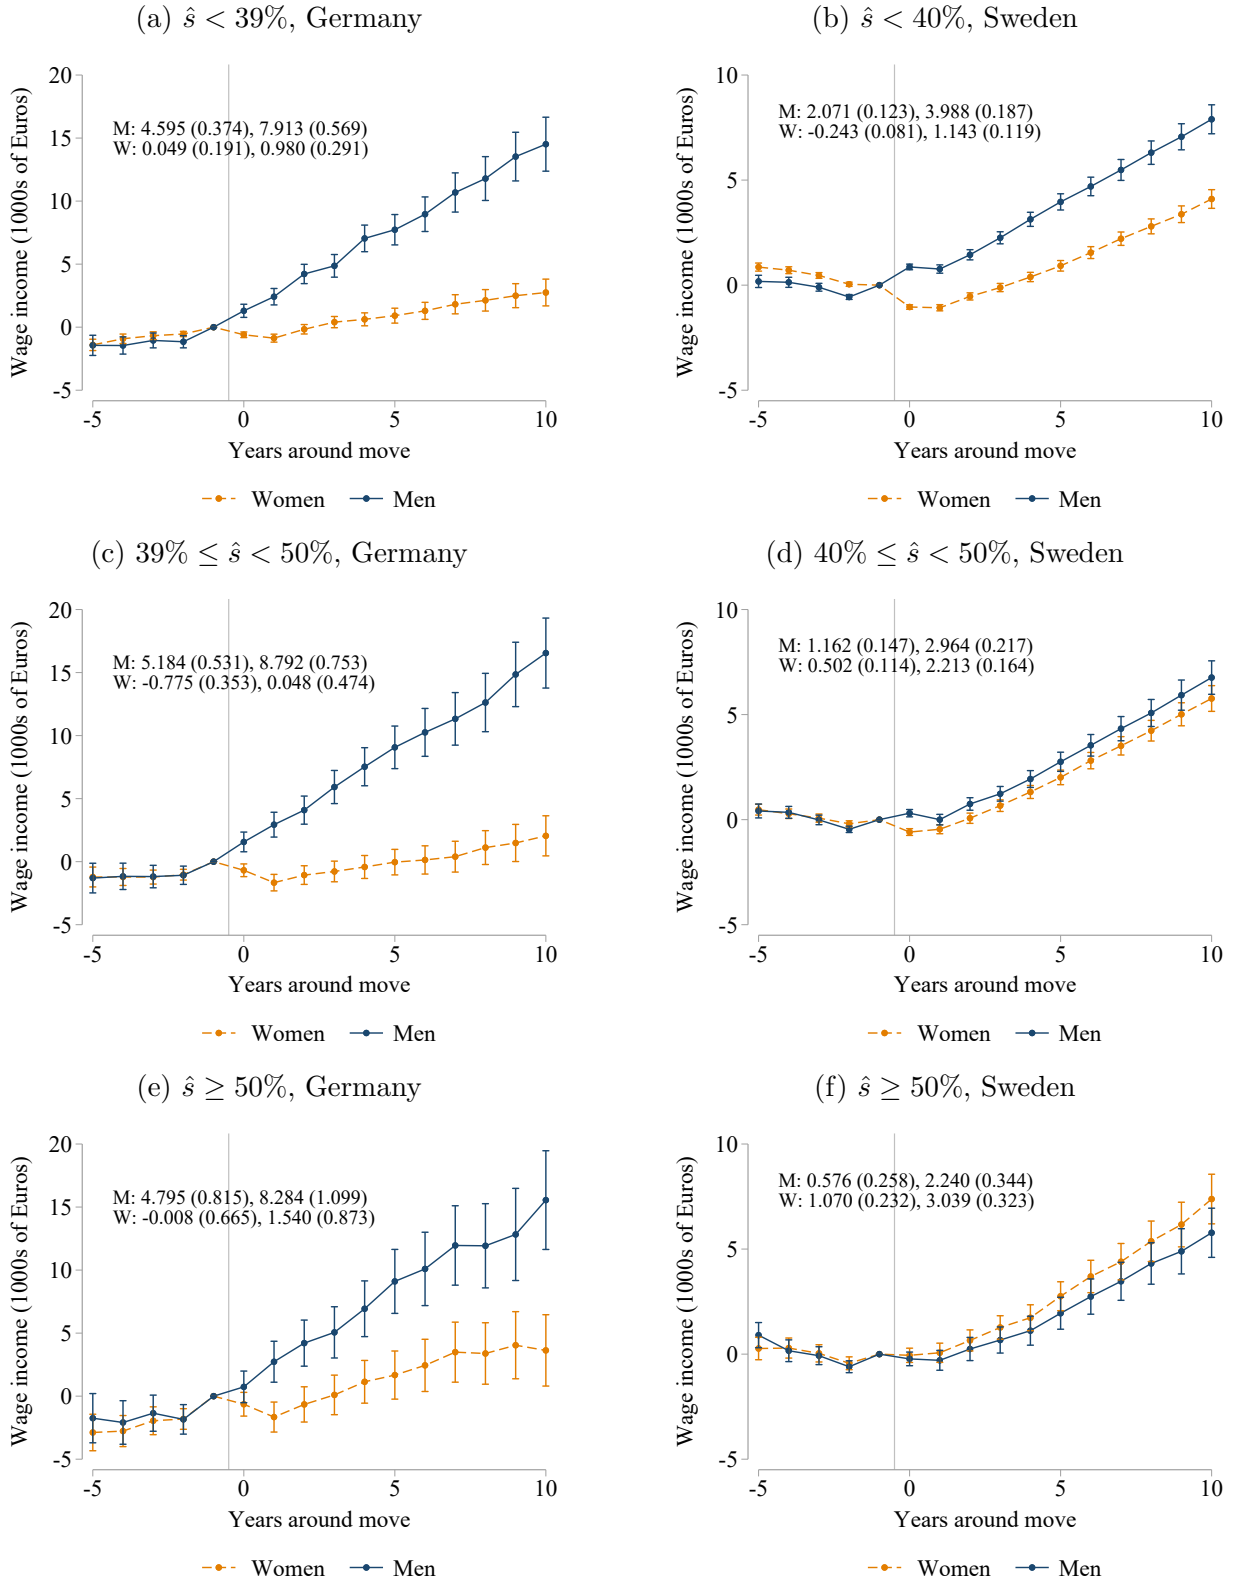 (a) ŝ < 39%, Germany
Wage income (1000s of Euros)
20
15
10
5
0
-5
M: 4.595 (0.374), 7.913 (0.569)
W: 0.049 (0.191), 0.980 (0.291)
-5 0 5 10
Years around move
Women Men
(b) ŝ < 40%, Sweden
Wage income (1000s of Euros)
10
5
0
-5
M: 2.071 (0.123), 3.988 (0.187)
W: -0.243 (0.081), 1.143 (0.119)
-5 0 5 10
Years around move
Women Men
(c) 39% ≤ ŝ < 50%, Germany
Wage income (1000s of Euros)
20
15
10
5
0
-5
M: 5.184 (0.531), 8.792 (0.753)
W: -0.775 (0.353), 0.048 (0.474)
-5 0 5 10
Years around move
Women Men
(d) 40% ≤ ŝ < 50%, Sweden
Wage income (1000s of Euros)
10
5
0
-5
M: 1.162 (0.147), 2.964 (0.217)
W: 0.502 (0.114), 2.213 (0.164)
-5 0 5 10
Years around move
Women Men
(e) ŝ ≥ 50%, Germany
Wage income (1000s of Euros)
20
15
10
5
0
-5
M: 4.795 (0.815), 8.284 (1.099)
W: -0.008 (0.665), 1.540 (0.873)
-5 0 5 10
Years around move
Women Men
(f) ŝ ≥ 50%, Sweden
Wage income (1000s of Euros)
10
5
0
-5
M: 0.576 (0.258), 2.240 (0.344)
W: 1.070 (0.232), 3.039 (0.323)
-5 0 5 10
Years around move
Women Men